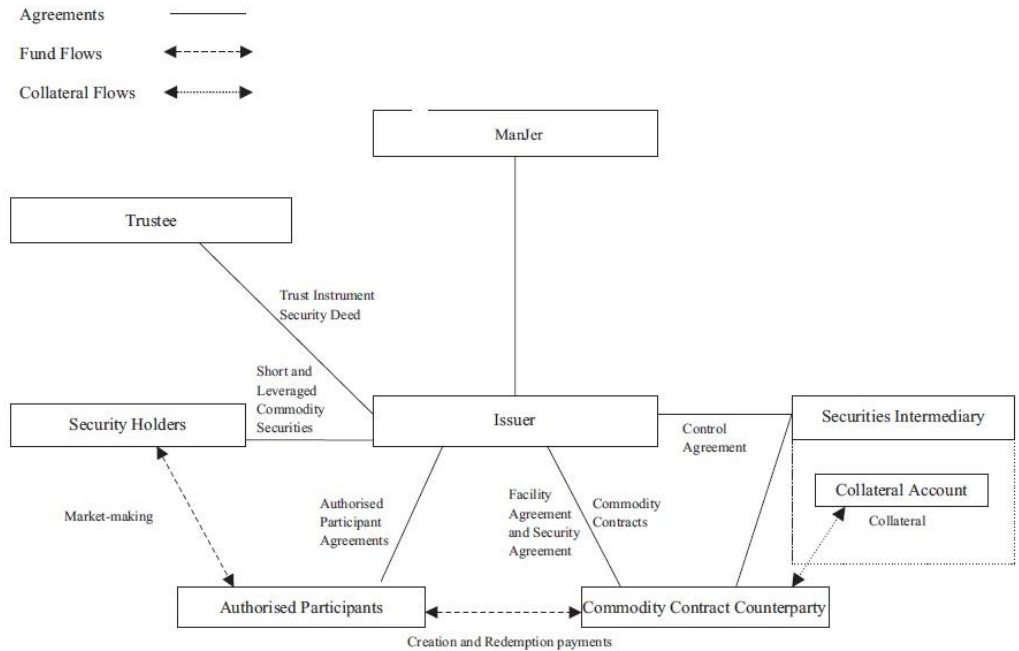 Agreements
Fund Flows
Collateral Flows
ManJer
Trustee
Trust Instrument
Security Deed
Short and
Leveraged
Commodity
Securities
Security Holders
Issuer
Control
Agreement
Securities Intermediary
Collateral Account
Collateral
Market-making
Authorised
Participant
Agreements
Facility
Agreement
and Security
Agreement
Commodity
Contracts
Authorised Participants
Commodity Contract Counterparty
Creation and Redemption payments